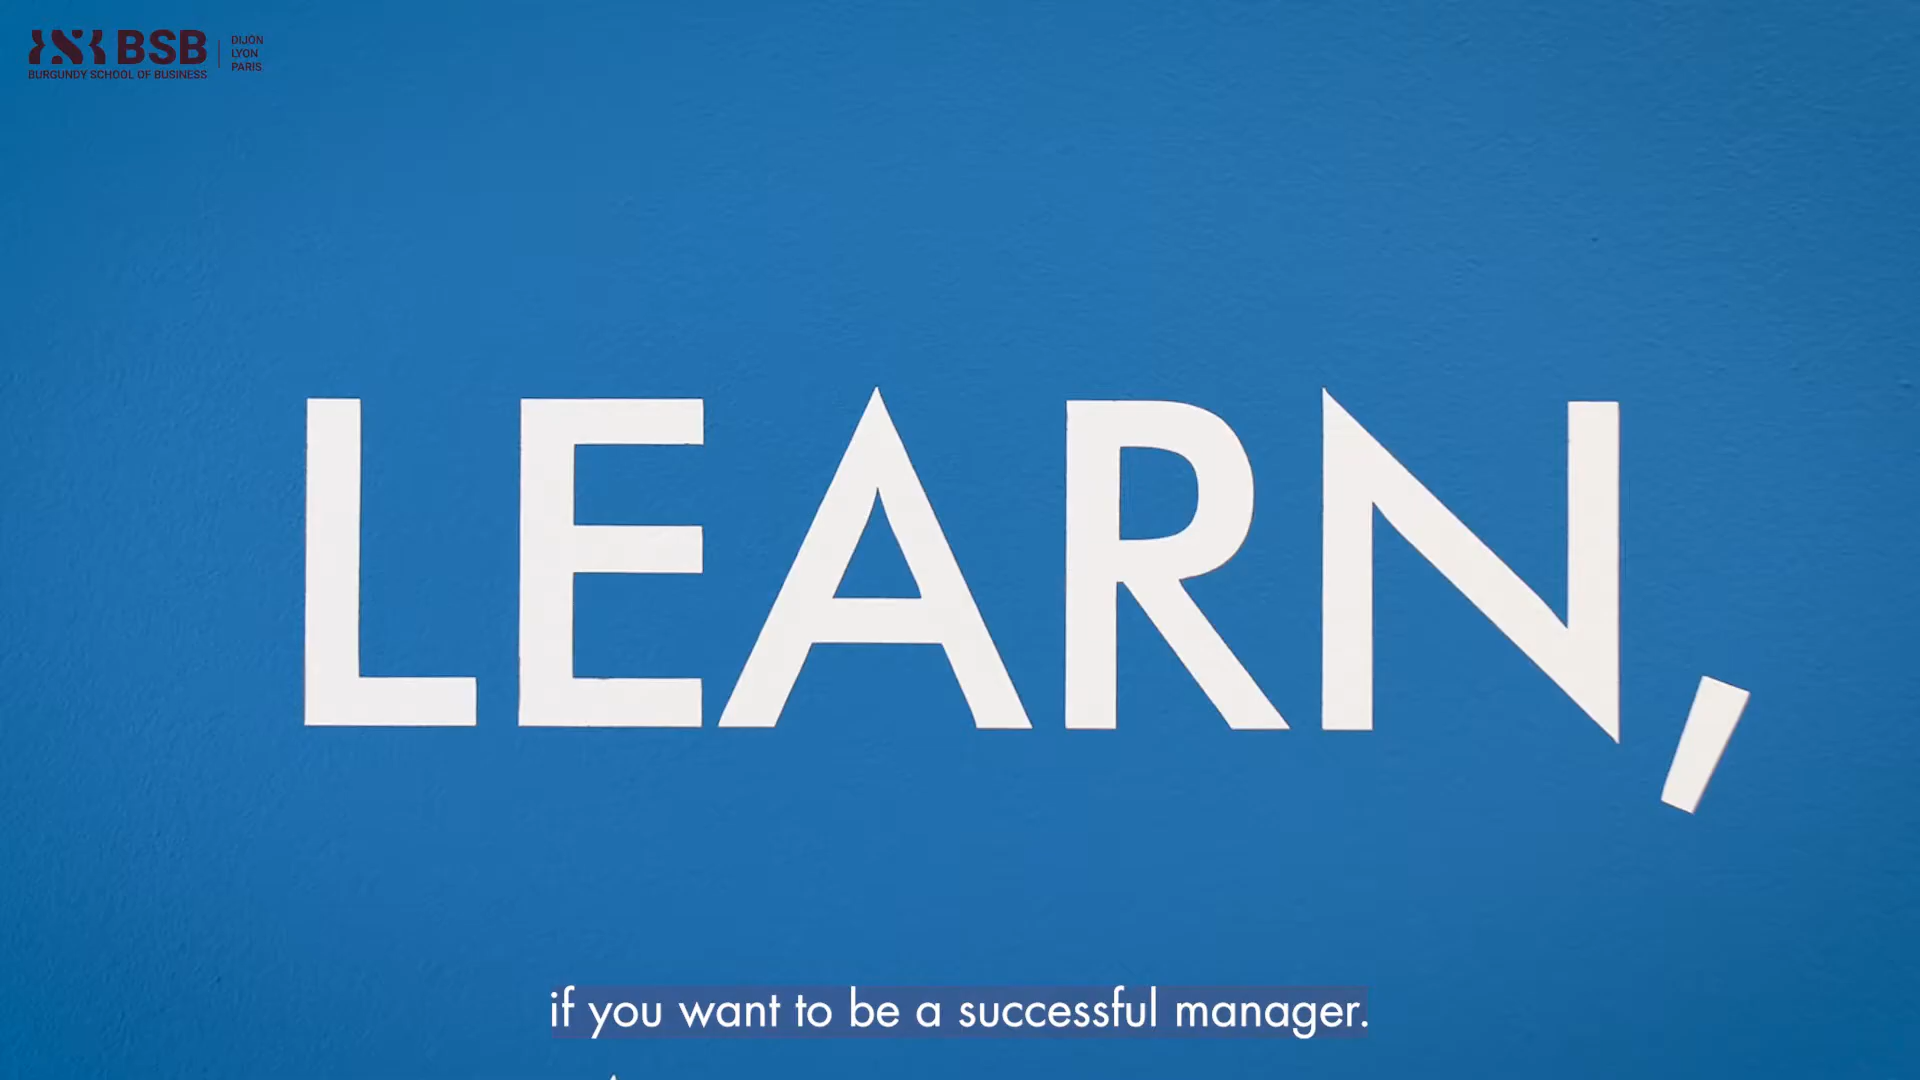 BSB
BURGUNDY SCHOOL OF BUSINESS
DIJON
LYON
PARIS
LEARN,
if you want to be a successful manager.